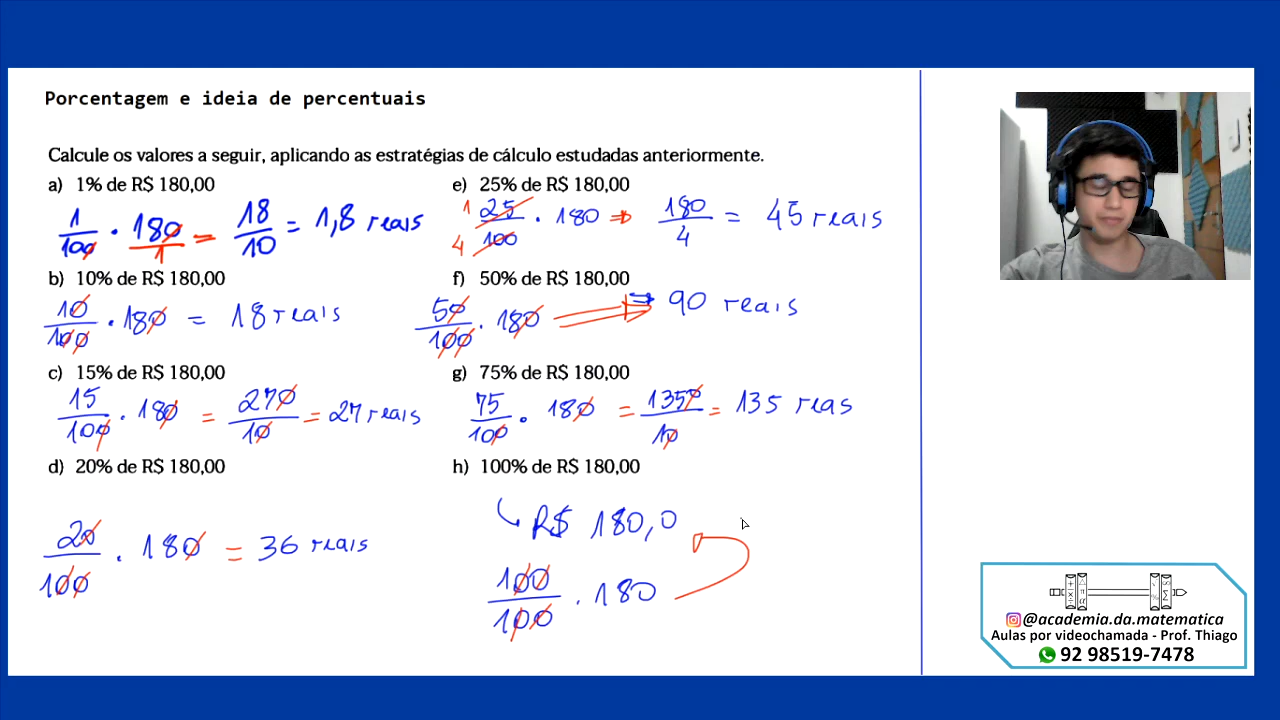 Porcentagem e ideia de percentuais
Calcule os valores a seguir, aplicando as estratégias de cálculo estudadas anteriormente.
a) 1% de R$ 180,00
1/100 · 180/1 = 18/10 = 1,8 reais
b) 10% de R$ 180,00
10/100 · 180 = 18 reais
c) 15% de R$ 180,00
15/100 · 180 = 270/10 = 27 reais
d) 20% de R$ 180,00
20/100 · 180 = 36 reais
e) 25% de R$ 180,00
1 25/100 4 · 180 → 180/4 = 45 reais
f) 50% de R$ 180,00
50/100 · 180 ⇒ 90 reais
g) 75% de R$ 180,00
75/100 · 180 = 1350/10 = 135 reas
h) 100% de R$ 180,00
R$ 180,0
100/100 · 180
@academia.da.matematica
Aulas por videochamada - Prof. Thiago
92 98519-7478